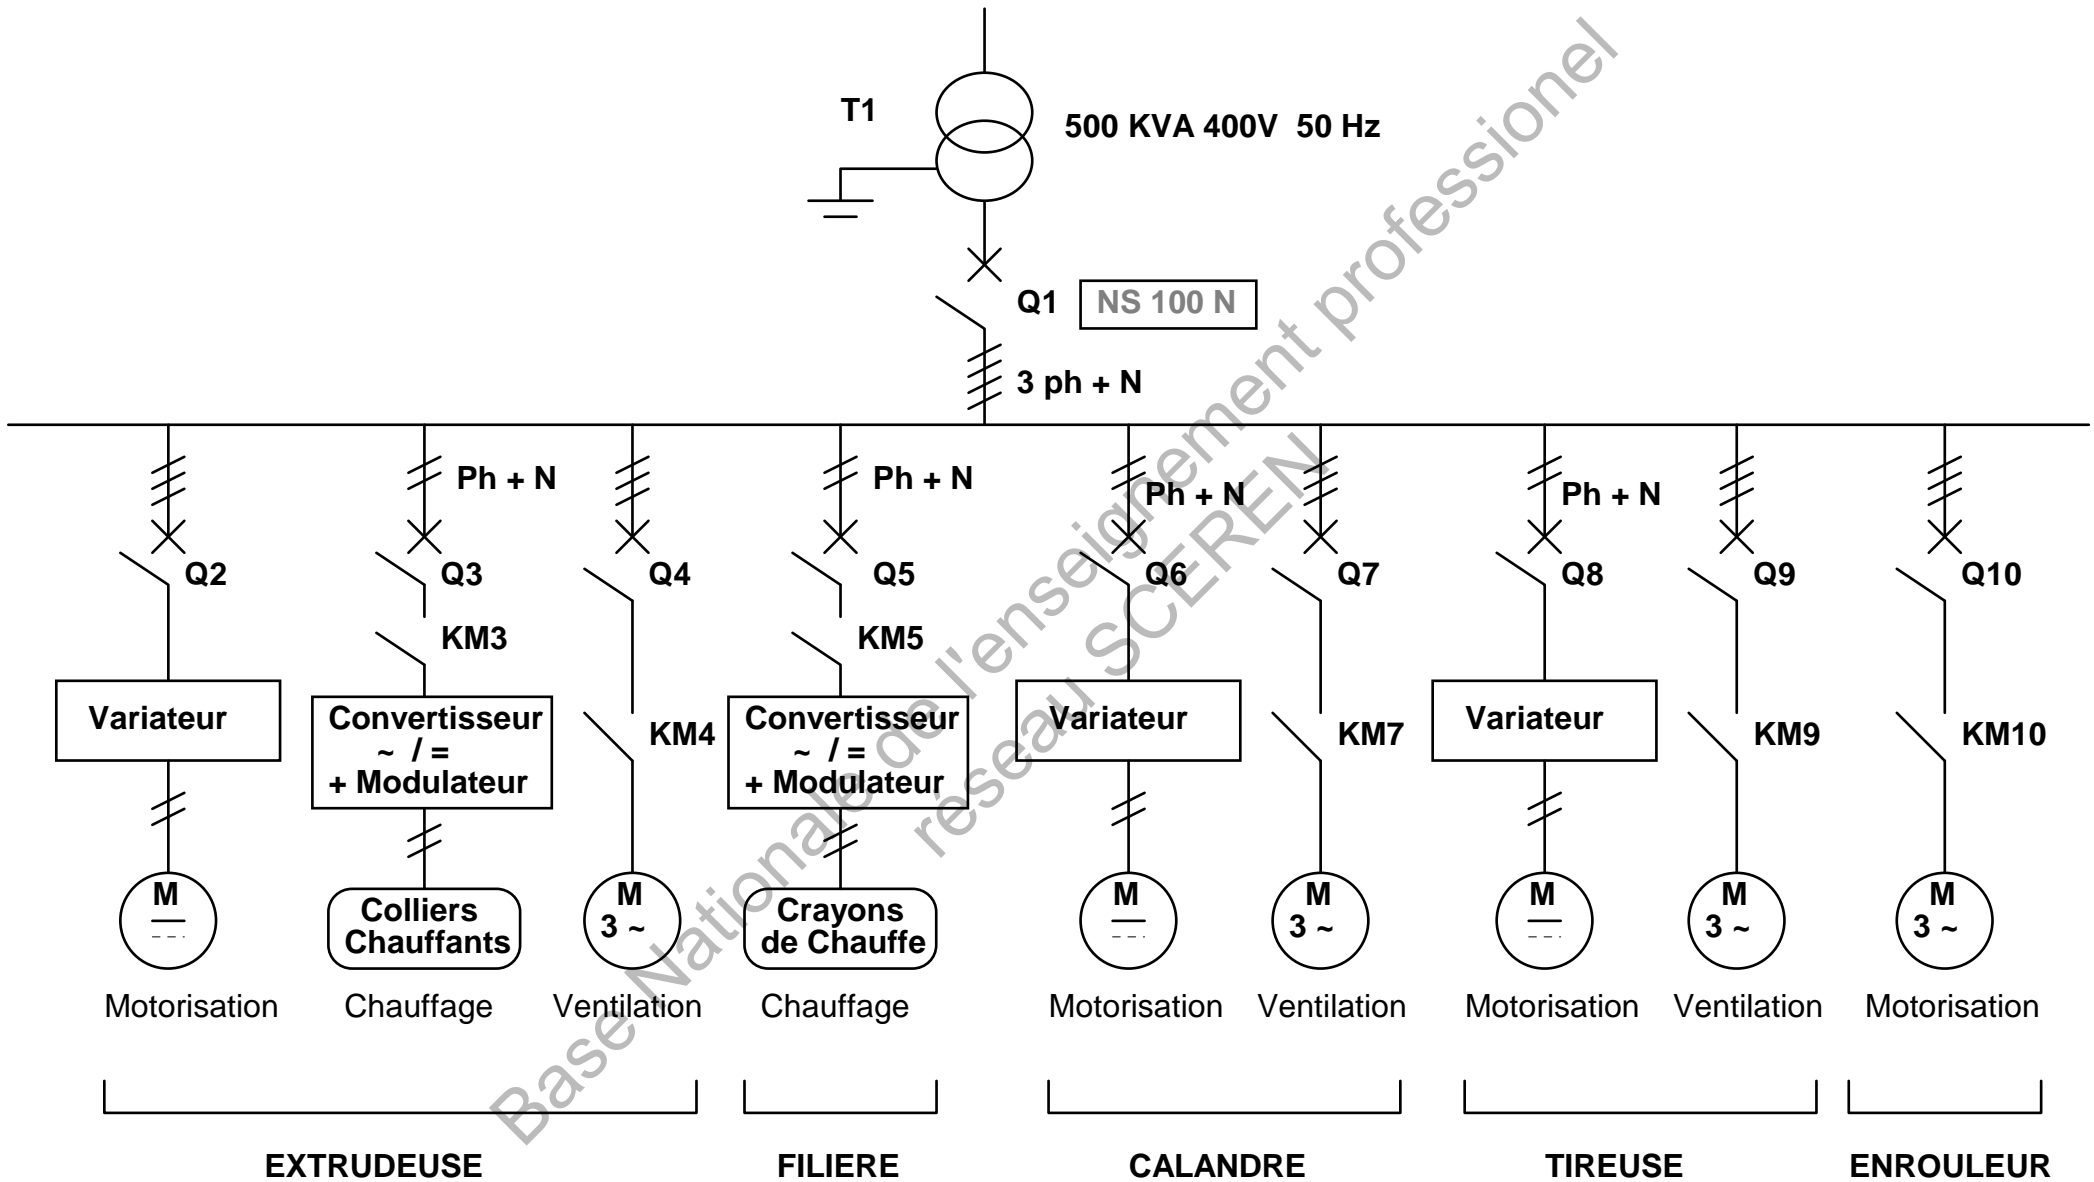 T1
500 KVA 400V 50 Hz
Q1
NS 100 N
3 ph + N
Ph + N
Ph + N
Ph + N
Ph + N
Q2
Q3
Q4
Q5
Q6
Q7
Q8
Q9
Q10
KM3
KM5
Variateur
Convertisseur
~ / =
+ Modulateur
KM4
Convertisseur
~ / =
+ Modulateur
Variateur
KM7
Variateur
KM9
KM10
M
Colliers
Chauffants
M
3 ~
Crayons
de Chauffe
M
M
3 ~
M
M
3 ~
M
3 ~
Motorisation
Chauffage
Ventilation
Chauffage
Motorisation
Ventilation
Motorisation
Ventilation
Motorisation
EXTRUDEUSE
FILIERE
CALANDRE
TIREUSE
ENROULEUR
Base Nationale de l'enseignement professionel
réseau SCEREN